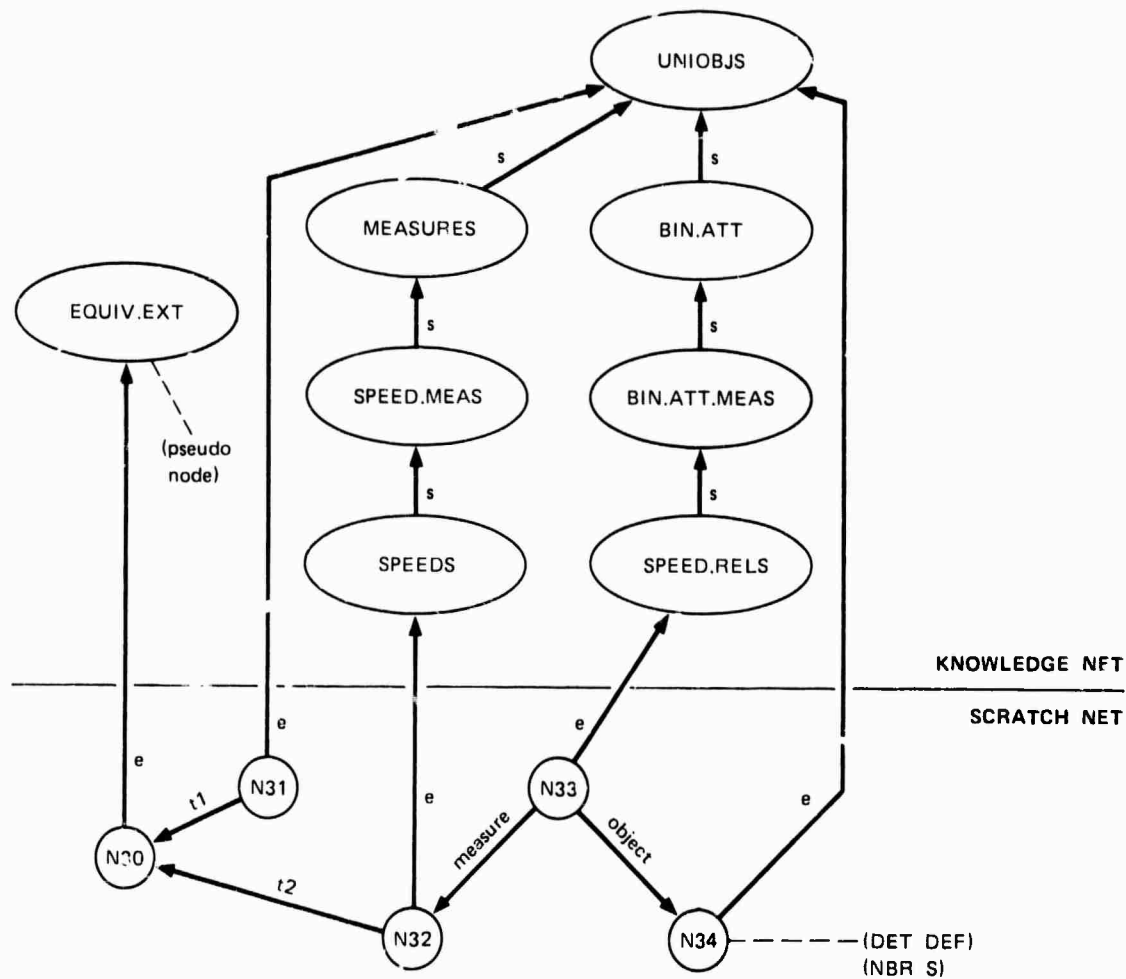 UNIOBJS
s
s
MEASURES
BIN.ATT
EQUIV.EXT
s
s
SPEED.MEAS
BIN.ATT.MEAS
(pseudo
node)
s
s
SPEEDS
SPEED.RELS
KNOWLEDGE NFT
SCRATCH NET
e
e
e
e
e
N31
N33
t1
measure
object
N30
t2
N32
N34
(DET DEF)
(NBR S)